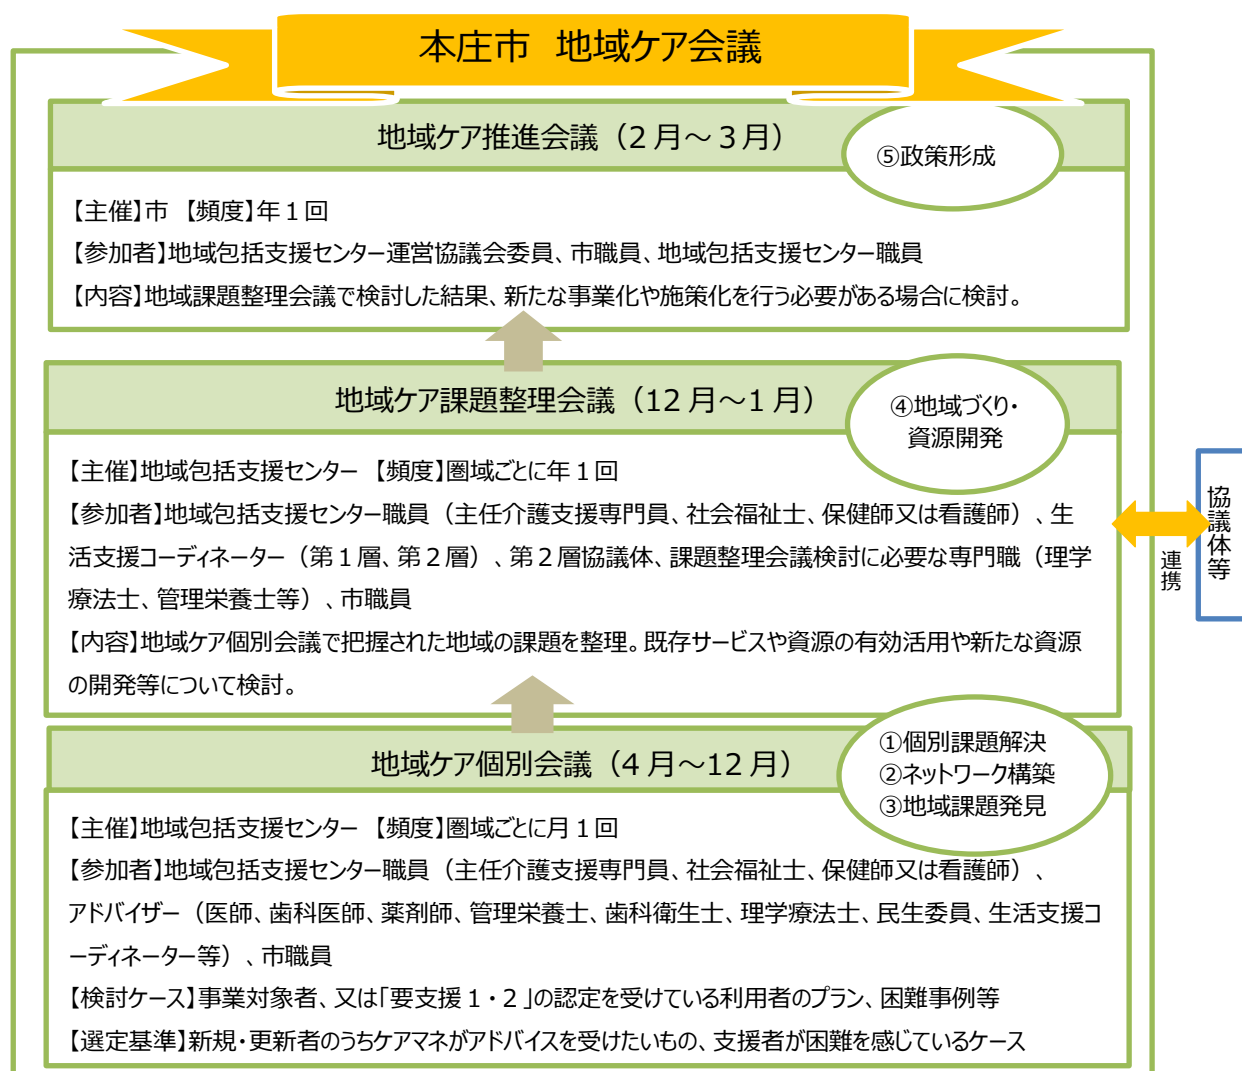 本庄市　地域ケア会議
地域ケア推進会議（２月～３月）
⑤政策形成
【主催】市　【頻度】年１回
【参加者】地域包括支援センター運営協議会委員、市職員、地域包括支援センター職員
【内容】地域課題整理会議で検討した結果、新たな事業化や施策化を行う必要がある場合に検討。
地域ケア課題整理会議（12月～1月）
④地域づくり・
資源開発
【主催】地域包括支援センター　【頻度】圏域ごとに年１回
【参加者】地域包括支援センター職員（主任介護支援専門員、社会福祉士、保健師又は看護師）、生
活支援コーディネーター（第１層、第２層）、第２層協議体、課題整理会議検討に必要な専門職（理学
療法士、管理栄養士等）、市職員
【内容】地域ケア個別会議で把握された地域の課題を整理。既存サービスや資源の有効活用や新たな資源
の開発等について検討。
協議体等
連携
地域ケア個別会議（４月～12月）
①個別課題解決
②ネットワーク構築
③地域課題発見
【主催】地域包括支援センター　【頻度】圏域ごとに月１回
【参加者】地域包括支援センター職員（主任介護支援専門員、社会福祉士、保健師又は看護師）、
アドバイザー（医師、歯科医師、薬剤師、管理栄養士、歯科衛生士、理学療法士、民生委員、生活支援コ
ーディネーター等）、市職員
【検討ケース】事業対象者、又は「要支援１・２」の認定を受けている利用者のプラン、困難事例等
【選定基準】新規・更新者のうちケアマネがアドバイスを受けたいもの、支援者が困難を感じているケース